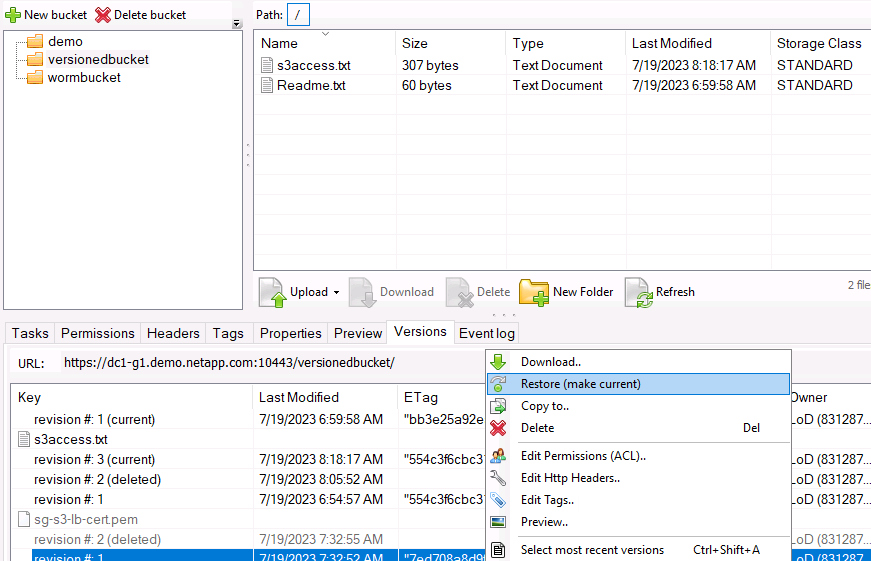 New bucket Delete bucket
Path: /
demo
versionedbucket
wormbucket
Name Size Type Last Modified Storage Class
s3access.txt 307 bytes Text Document 7/19/2023 8:18:17 AM STANDARD
Readme.txt 60 bytes Text Document 7/19/2023 6:59:58 AM STANDARD
Upload Download Delete New Folder Refresh 2 file
Tasks Permissions Headers Tags Properties Preview Versions Event log
URL: https://dc1-g1.demo.netapp.com:10443/versionedbucket/
Key Last Modified ETag Owner
revision #: 1 (current) 7/19/2023 6:59:58 AM "bb3e25a92e LoD (831287...
s3access.txt
revision #: 3 (current) 7/19/2023 8:18:17 AM "554c3f6cbc3 LoD (831287...
revision #: 2 (deleted) 7/19/2023 8:05:52 AM LoD (831287...
revision #: 1 7/19/2023 6:54:57 AM "554c3f6cbc3 LoD (831287...
sg-s3-lb-cert.pem
revision #: 2 (deleted) 7/19/2023 7:32:55 AM LoD (831287...
revision #: 1 7/19/2023 7:32:52 AM "7ed708a8d9 LoD (831287...
Download..
Restore (make current)
Copy to..
Delete Del
Edit Permissions (ACL)..
Edit Http Headers..
Edit Tags..
Preview..
Select most recent versions Ctrl+Shift+A